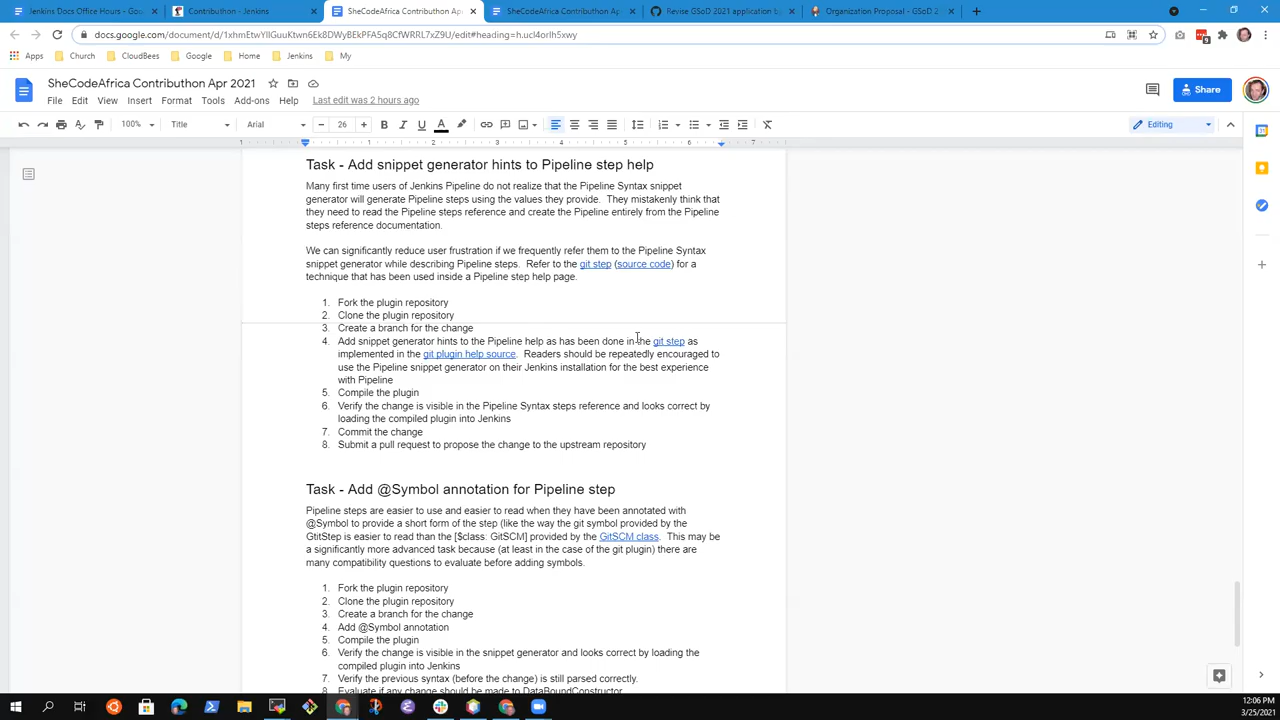 Jenkins Docs Office Hours - Goo
Contributhon - Jenkins
SheCodeAfrica Contributhon Ap
SheCodeAfrica Contributhon Ap
Revise GSoD 2021 application b
Organization Proposal - GSoD 2
docs.google.com/document/d/1xhmEtwYIlGuuKtwn6Ek8DWyBEkPFA5q8CfWRRL7xZ9U/edit#heading=h.ucl4orlh5xwy
Apps Church CloudBees Google Home Jenkins My
SheCodeAfrica Contributhon Apr 2021
File Edit View Insert Format Tools Add-ons Help Last edit was 2 hours ago
Share
100% Title Arial 26 Editing
Task - Add snippet generator hints to Pipeline step help
Many first time users of Jenkins Pipeline do not realize that the Pipeline Syntax snippet
generator will generate Pipeline steps using the values they provide. They mistakenly think that
they need to read the Pipeline steps reference and create the Pipeline entirely from the Pipeline
steps reference documentation.
We can significantly reduce user frustration if we frequently refer them to the Pipeline Syntax
snippet generator while describing Pipeline steps. Refer to the git step (source code) for a
technique that has been used inside a Pipeline step help page.
1. Fork the plugin repository
2. Clone the plugin repository
3. Create a branch for the change
4. Add snippet generator hints to the Pipeline help as has been done in the git step as
implemented in the git plugin help source. Readers should be repeatedly encouraged to
use the Pipeline snippet generator on their Jenkins installation for the best experience
with Pipeline
5. Compile the plugin
6. Verify the change is visible in the Pipeline Syntax steps reference and looks correct by
loading the compiled plugin into Jenkins
7. Commit the change
8. Submit a pull request to propose the change to the upstream repository
Task - Add @Symbol annotation for Pipeline step
Pipeline steps are easier to use and easier to read when they have been annotated with
@Symbol to provide a short form of the step (like the way the git symbol provided by the
GtitStep is easier to read than the [$class: GitSCM] provided by the GitSCM class. This may be
a significantly more advanced task because (at least in the case of the git plugin) there are
many compatibility questions to evaluate before adding symbols.
1. Fork the plugin repository
2. Clone the plugin repository
3. Create a branch for the change
4. Add @Symbol annotation
5. Compile the plugin
6. Verify the change is visible in the snippet generator and looks correct by loading the
compiled plugin into Jenkins
7. Verify the previous syntax (before the change) is still parsed correctly.
8. Evaluate if any change should be made to DataBoundConstructor
12:06 PM
3/25/2021